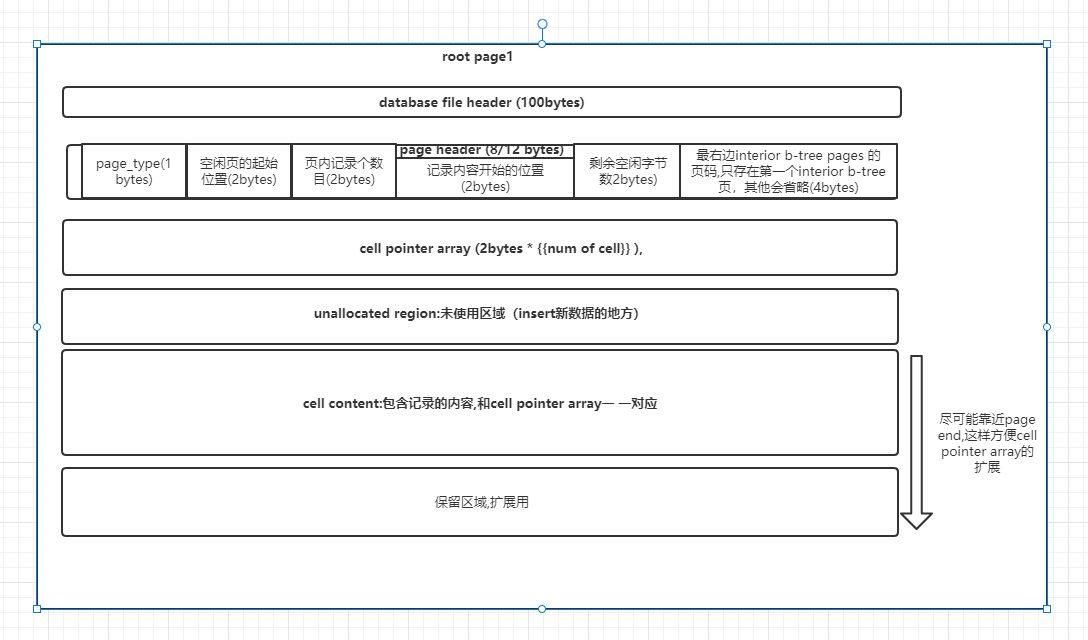 root page1
database file header (100bytes)
page header (8/12 bytes)
page_type(1
bytes)
空闲页的起始
位置(2bytes)
页内记录个数
目(2bytes)
记录内容开始的位置
(2bytes)
剩余空闲字节
数2bytes)
最右边interior b-tree pages 的
页码,只存在第一个interior b-tree
页，其他会省略(4bytes)
cell pointer array (2bytes * {{num of cell}} ),
unallocated region:未使用区域（insert新数据的地方）
cell content:包含记录的内容,和cell pointer array一 一对应
尽可能靠近page
end,这样方便cell
pointer array的
扩展
保留区域,扩展用